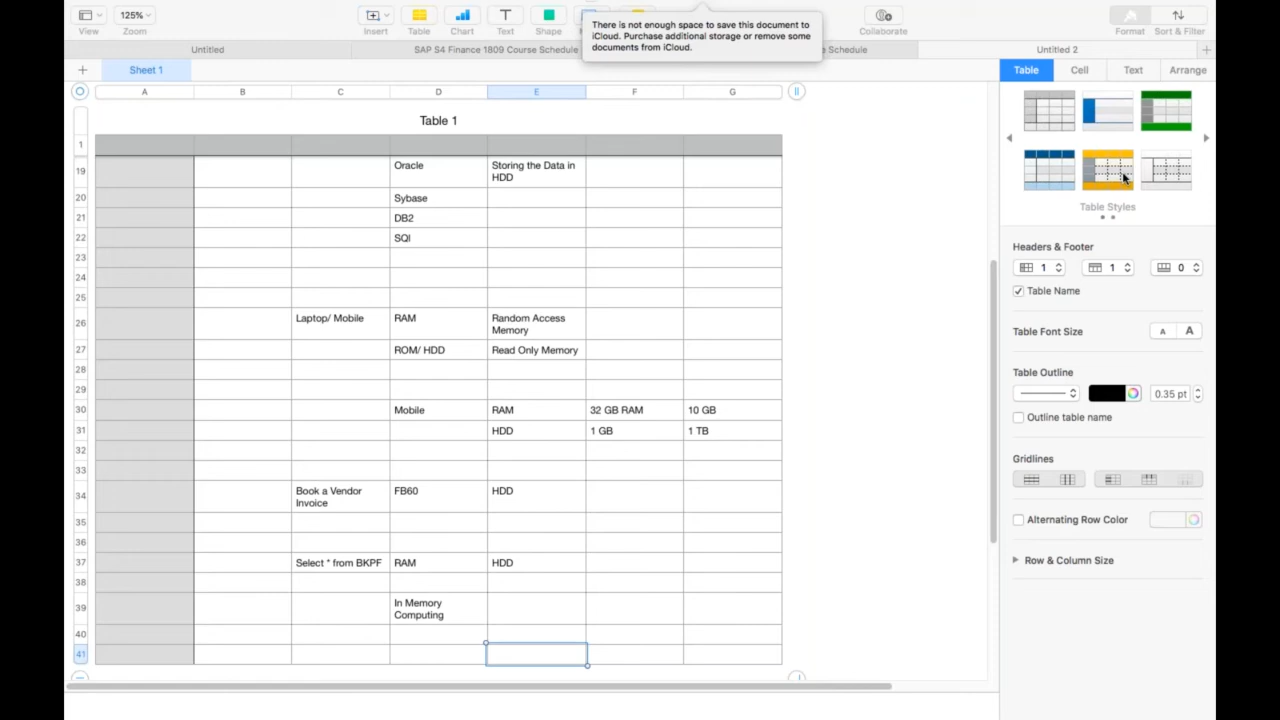 125%
View
Zoom
Insert
Table
Chart
Text
Shape
Collaborate
Format
Sort & Filter
There is not enough space to save this document to
iCloud. Purchase additional storage or remove some
documents from iCloud.
Untitled
SAP S4 Finance 1809 Course Schedule
Schedule
Untitled 2
Sheet 1
Table
Cell
Text
Arrange
A B C D E F G
Table 1
1
19 Oracle Storing the Data in
HDD
20 Sybase
21 DB2
22 SQl
23
24
25
26 Laptop/ Mobile RAM Random Access
Memory
27 ROM/ HDD Read Only Memory
28
29
30 Mobile RAM 32 GB RAM 10 GB
31 HDD 1 GB 1 TB
32
33
34 Book a Vendor FB60 HDD
Invoice
35
36
37 Select * from BKPF RAM HDD
38
39 In Memory
Computing
40
41
Table Styles
Headers & Footer
1 1 0
Table Name
Table Font Size
A A
Table Outline
0.35 pt
Outline table name
Gridlines
Alternating Row Color
Row & Column Size